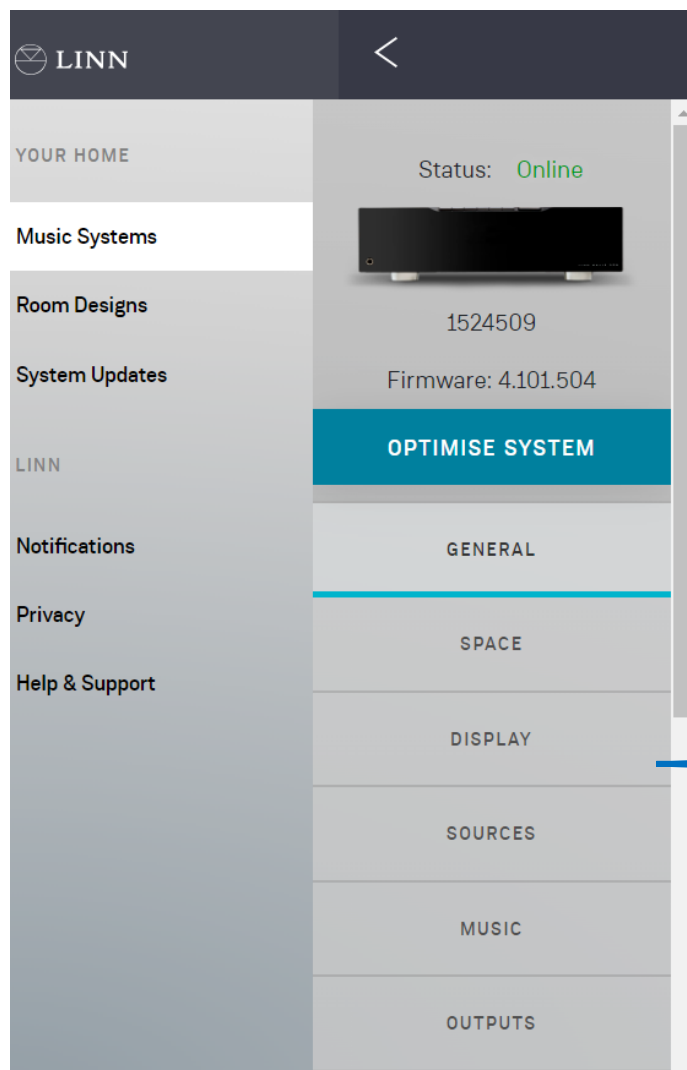 LINN
YOUR HOME
Music Systems
Room Designs
System Updates
LINN
Notifications
Privacy
Help & Support
Status: Online
1524509
Firmware: 4.101.504
OPTIMISE SYSTEM
GENERAL
SPACE
DISPLAY
SOURCES
MUSIC
OUTPUTS